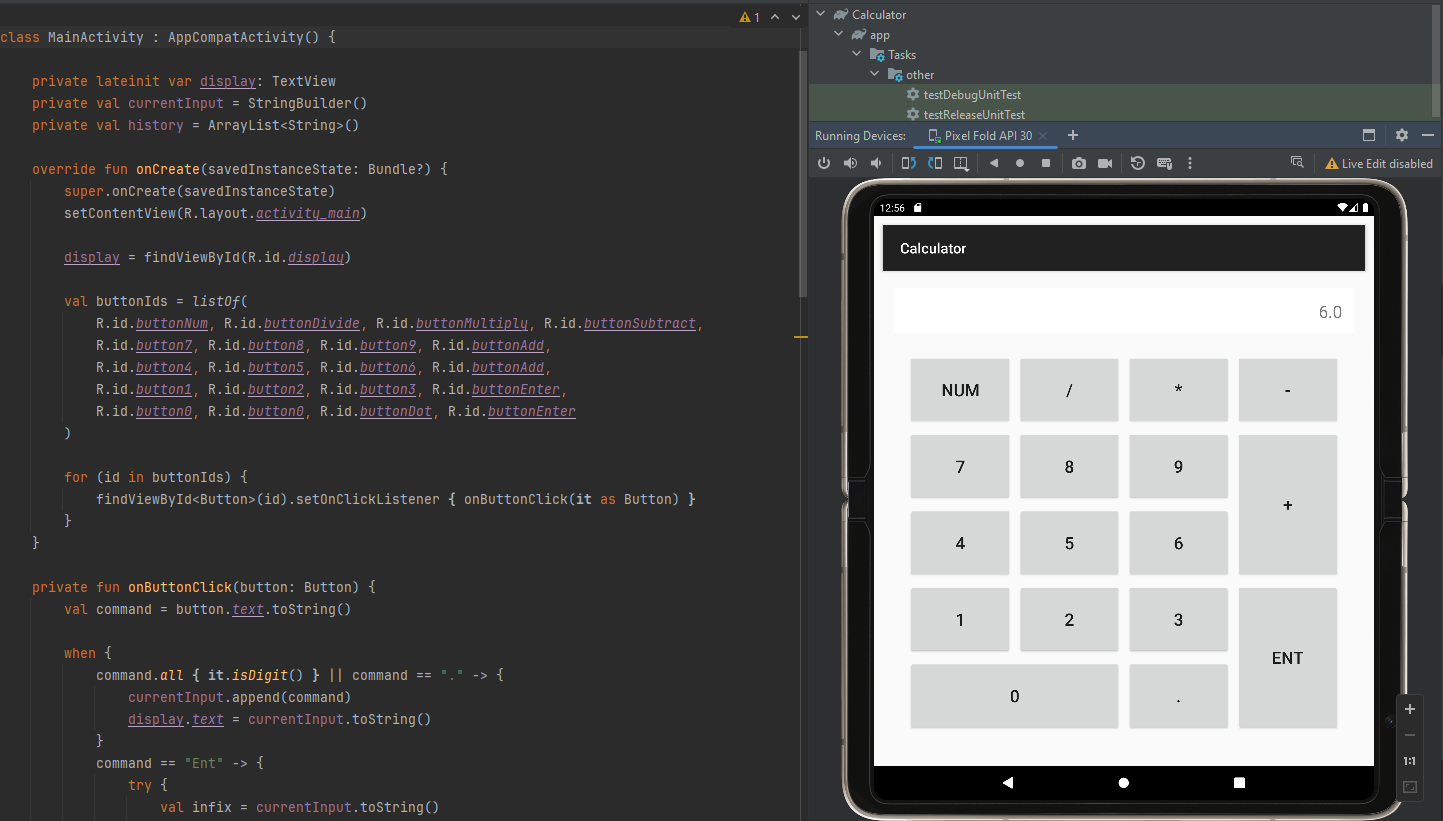 1
class MainActivity : AppCompatActivity() {
private lateinit var display: TextView
private val currentInput = StringBuilder()
private val history = ArrayList<String>()
override fun onCreate(savedInstanceState: Bundle?) {
super.onCreate(savedInstanceState)
setContentView(R.layout.activity_main)
display = findViewById(R.id.display)
val buttonIds = listOf(
R.id.buttonNum, R.id.buttonDivide, R.id.buttonMultiply, R.id.buttonSubtract,
R.id.button7, R.id.button8, R.id.button9, R.id.buttonAdd,
R.id.button4, R.id.button5, R.id.button6, R.id.buttonAdd,
R.id.button1, R.id.button2, R.id.button3, R.id.buttonEnter,
R.id.button0, R.id.button0, R.id.buttonDot, R.id.buttonEnter
)
for (id in buttonIds) {
findViewById<Button>(id).setOnClickListener { onButtonClick(it as Button) }
}
}
private fun onButtonClick(button: Button) {
val command = button.text.toString()
when {
command.all { it.isDigit() } || command == "." -> {
currentInput.append(command)
display.text = currentInput.toString()
}
command == "Ent" -> {
try {
val infix = currentInput.toString()
Calculator
app
Tasks
other
testDebugUnitTest
testReleaseUnitTest
Running Devices: Pixel Fold API 30
Live Edit disabled
12:56
Calculator
6.0
NUM / * -
7 8 9 +
4 5 6
1 2 3 ENT
0 .
1:1